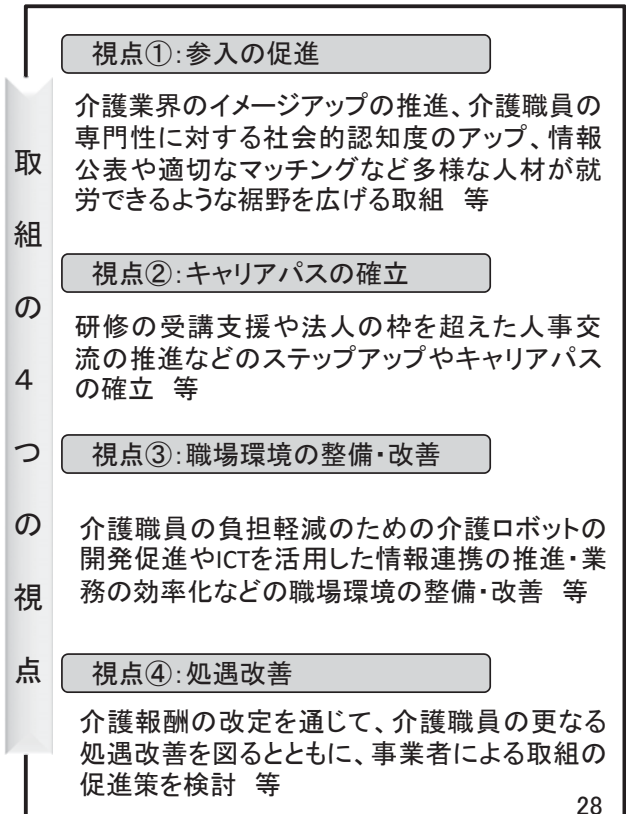 取組の4つの視点
視点①：参入の促進
介護業界のイメージアップの推進、介護職員の
専門性に対する社会的認知度のアップ、情報
公表や適切なマッチングなど多様な人材が就
労できるような裾野を広げる取組　等
視点②：キャリアパスの確立
研修の受講支援や法人の枠を超えた人事交
流の推進などのステップアップやキャリアパス
の確立　等
視点③：職場環境の整備・改善
介護職員の負担軽減のための介護ロボットの
開発促進やICTを活用した情報連携の推進・業
務の効率化などの職場環境の整備・改善　等
視点④：処遇改善
介護報酬の改定を通じて、介護職員の更なる
処遇改善を図るとともに、事業者による取組の
促進策を検討　等
28